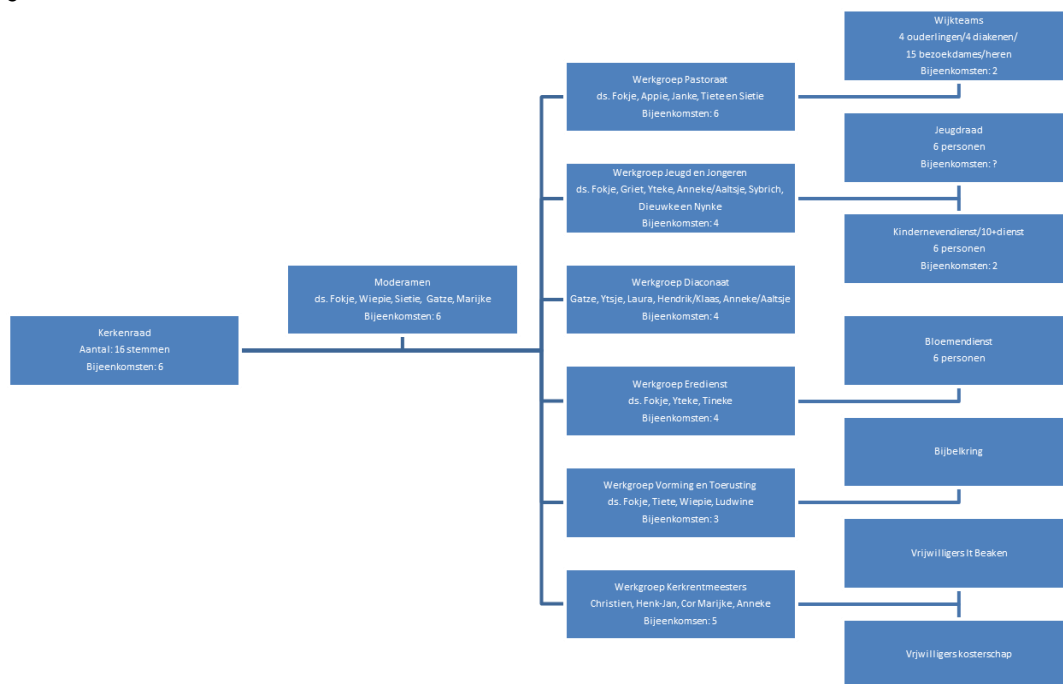 Kerkenraad
Aantal: 16 stemmen
Bijeenkomsten: 6
Moderamen
ds. Fokje, Wiepie, Sietie, Gatze, Marijke
Bijeenkomsten: 6
Werkgroep Pastoraat
ds. Fokje, Appie, Janke, Tiete en Sietie
Bijeenkomsten: 6
Wijkteams
4 ouderlingen/4 diakenen/
15 bezoekdames/heren
Bijeenkomsten: 2
Werkgroep Jeugd en Jongeren
ds. Fokje, Griet, Yteke, Anneke/Aaltsje, Sybrich,
Dieuwke en Nynke
Bijeenkomsten: 4
Jeugdraad
6 personen
Bijeenkomsten: ?
Kindernevendienst/10+dienst
6 personen
Bijeenkomsten: 2
Werkgroep Diaconaat
Gatze, Ytsje, Laura, Hendrik/Klaas, Anneke/Aaltsje
Bijeenkomsten: 4
Werkgroep Eredienst
ds. Fokje, Yteke, Tineke
Bijeenkomsten: 4
Bloemendienst
6 personen
Werkgroep Vorming en Toerusting
ds. Fokje, Tiete, Wiepie, Ludwine
Bijeenkomsten: 3
Bijbelkring
Werkgroep Kerkrentmeesters
Christien, Henk-Jan, Cor Marijke, Anneke
Bijeenkomsen: 5
Vrijwilligers It Beaken
Vrjwilligers kosterschap